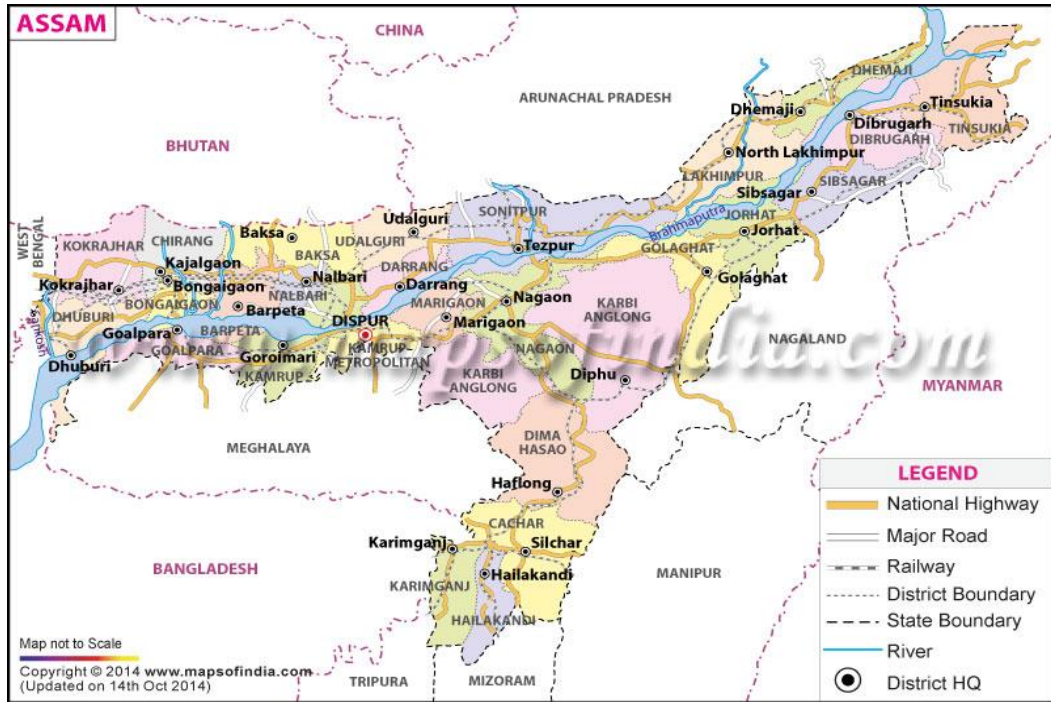 ASSAM
CHINA
ARUNACHAL PRADESH
BHUTAN
DHEMAJI
Dhemaji
Tinsukia
Dibrugarh
DIBRUGARH
TINSUKIA
North Lakhimpur
LAKHIMPUR
Sibsagar
SIBSAGAR
SONITPUR
Brahmaputra
JORHAT
Jorhat
Udalguri
UDALGURI
WEST
BENGAL
KOKRAJHAR
CHIRANG
Baksa
BAKSA
Tezpur
GOLAGHAT
Golaghat
Kajalgaon
DARRANG
Kokrajhar
Bongaigaon
Nalbari
Darrang
BONGAIGAON
NALBARI
MARIGAON
Nagaon
KARBI
ANGLONG
Sankosh
DHUBURI
Barpeta
DISPUR
Marigaon
Goalpara
BARPETA
GOALPARA
Goroimari
KAMRUP
METROPOLITAN
NAGAON
NAGALAND
Dhuburi
KAMRUP
KARBI
ANGLONG
Diphu
MYANMAR
mapsofindia.com
MEGHALAYA
DIMA
HASAO
Haflong
CACHAR
Karimganj
Silchar
BANGLADESH
Hailakandi
MANIPUR
KARIMGANJ
HAILAKANDI
TRIPURA
MIZORAM
LEGEND
National Highway
Major Road
Railway
District Boundary
State Boundary
River
District HQ
Map not to Scale
Copyright © 2014 www.mapsofindia.com
(Updated on 14th Oct 2014)